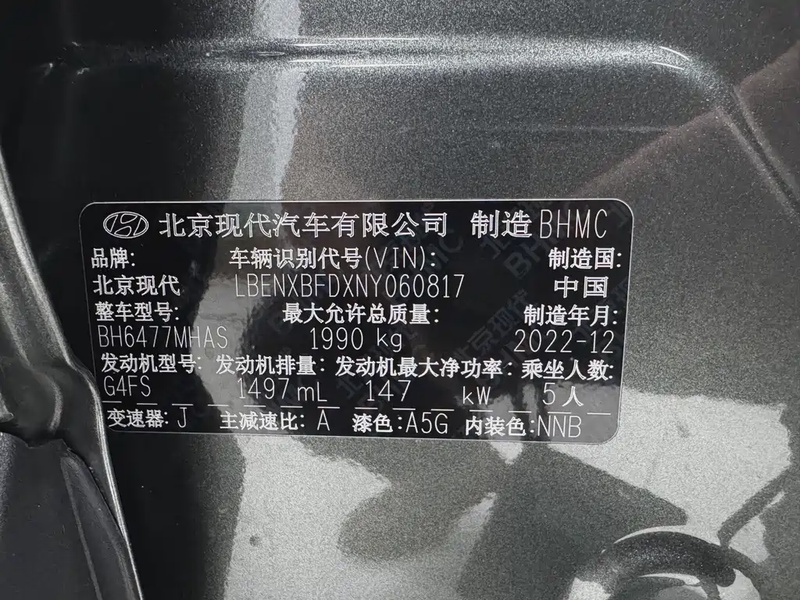 北京现代汽车有限公司 制造 BHMC
品牌: 车辆识别代号(VIN): 制造国:
北京现代 LBENXBFDXNY060817 中国
整车型号: 最大允许总质量: 制造年月:
BH6477MHAS 1990 kg 2022-12
发动机型号: 发动机排量: 发动机最大净功率: 乘坐人数:
G4FS 1497 mL 147 kW 5人
变速器: J 主减速比: A 漆色: A5G 内装色: NNB